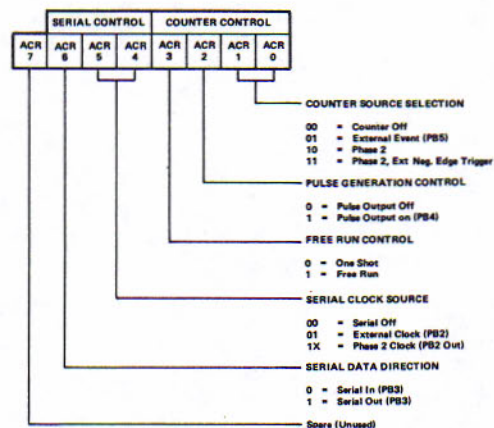 SERIAL CONTROL COUNTER CONTROL
ACR 7 ACR 6 ACR 5 ACR 4 ACR 3 ACR 2 ACR 1 ACR 0
COUNTER SOURCE SELECTION
00 = Counter Off
01 = External Event (PB5)
10 = Phase 2
11 = Phase 2, Ext Neg. Edge Trigger
PULSE GENERATION CONTROL
0 = Pulse Output Off
1 = Pulse Output on (PB4)
FREE RUN CONTROL
0 = One Shot
1 = Free Run
SERIAL CLOCK SOURCE
00 = Serial Off
01 = External Clock (PB2)
1X = Phase 2 Clock (PB2 Out)
SERIAL DATA DIRECTION
0 = Serial In (PB3)
1 = Serial Out (PB3)
Spare (Unused)